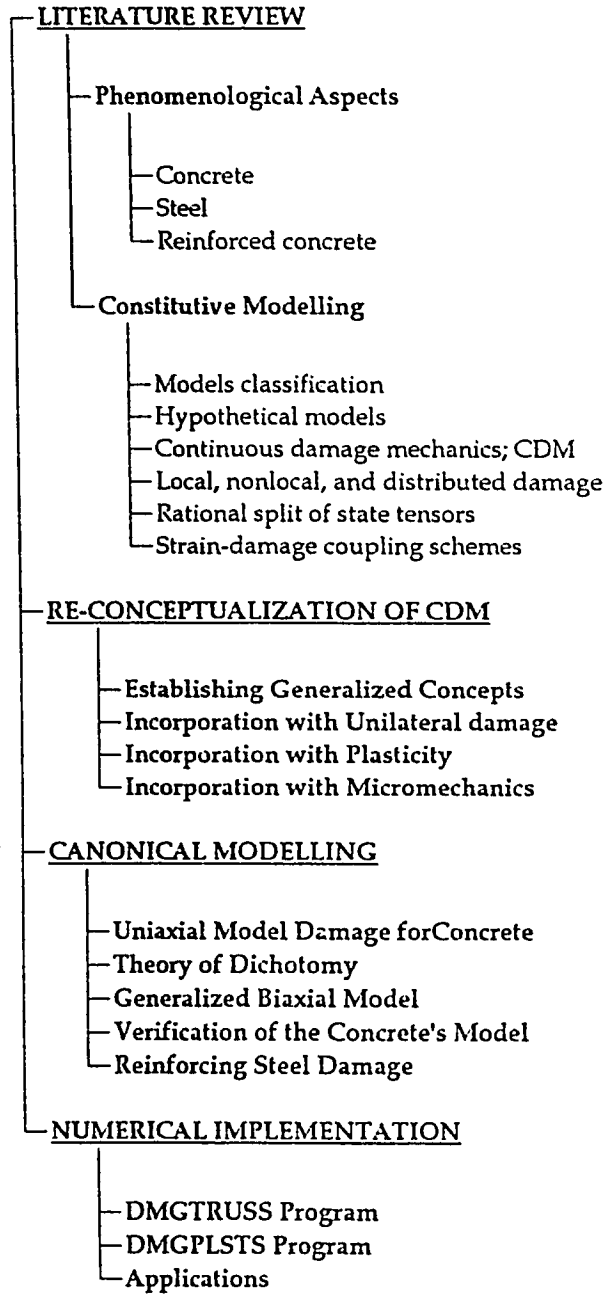 LITERATURE REVIEW
Phenomenological Aspects
Concrete
Steel
Reinforced concrete
Constitutive Modelling
Models classification
Hypothetical models
Continuous damage mechanics; CDM
Local, nonlocal, and distributed damage
Rational split of state tensors
Strain-damage coupling schemes
RE-CONCEPTUALIZATION OF CDM
Establishing Generalized Concepts
Incorporation with Unilateral damage
Incorporation with Plasticity
Incorporation with Micromechanics
CANONICAL MODELLING
Uniaxial Model Damage forConcrete
Theory of Dichotomy
Generalized Biaxial Model
Verification of the Concrete's Model
Reinforcing Steel Damage
NUMERICAL IMPLEMENTATION
DMGTRUSS Program
DMGPLSTS Program
Applications